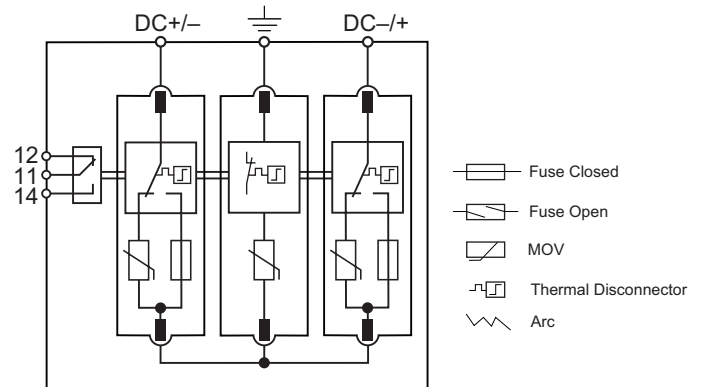 DC+/–
DC–/+
12
11
14
Fuse Closed
Fuse Open
MOV
Thermal Disconnector
Arc